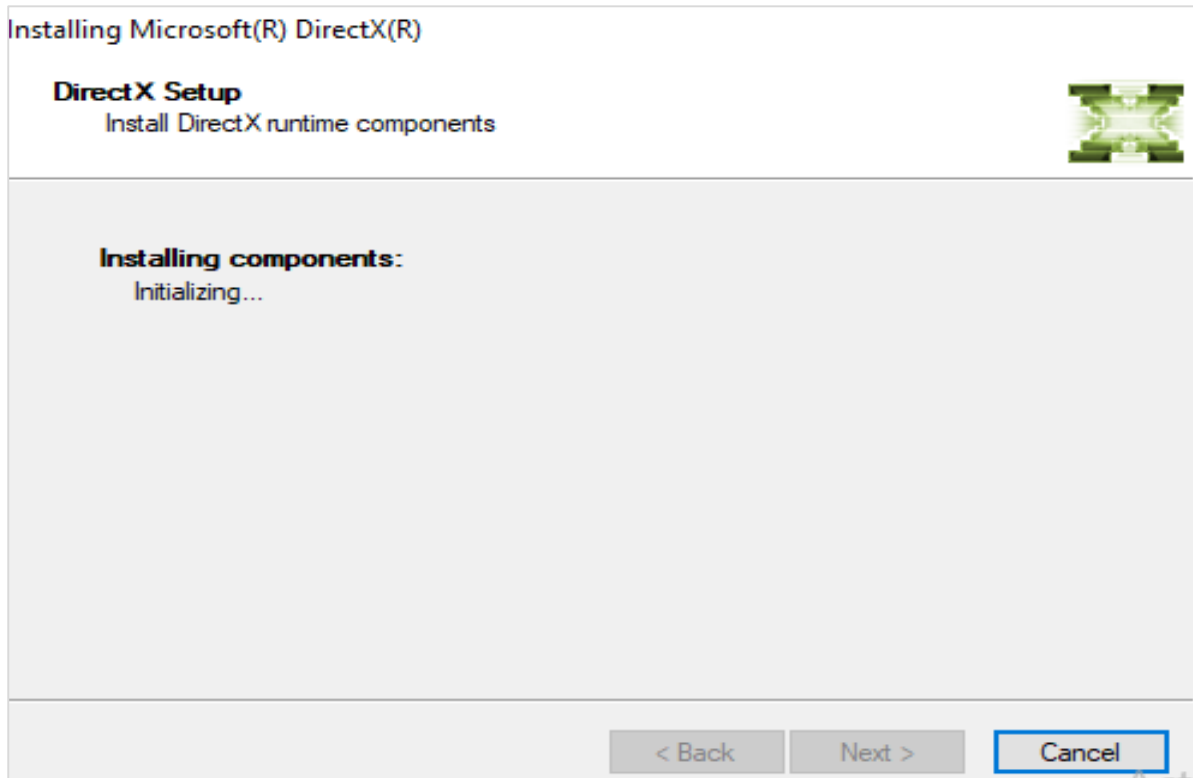 Installing Microsoft(R) DirectX(R)
DirectX Setup
Install DirectX runtime components
Installing components:
Initializing...
< Back
Next >
Cancel